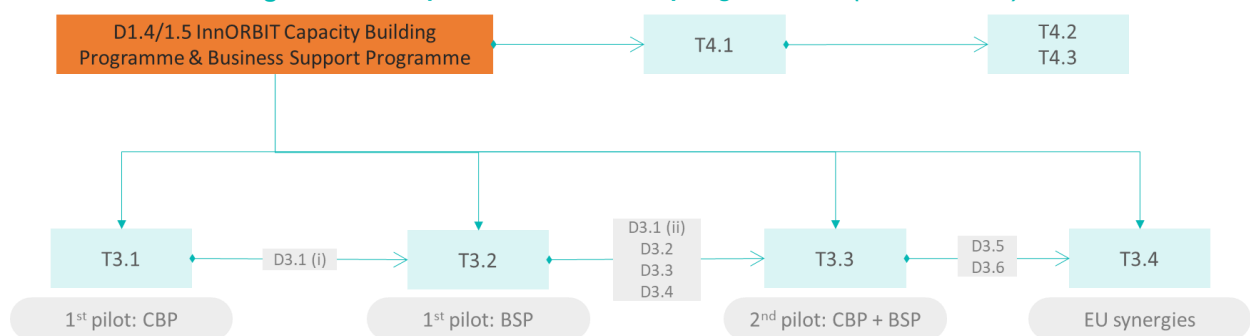 D1.4/1.5 InnORBIT Capacity Building
Programme & Business Support Programme
T4.1
T4.2
T4.3
T3.1
D3.1 (i)
T3.2
D3.1 (ii)
D3.2
D3.3
D3.4
T3.3
D3.5
D3.6
T3.4
1st pilot: CBP
1st pilot: BSP
2nd pilot: CBP + BSP
EU synergies